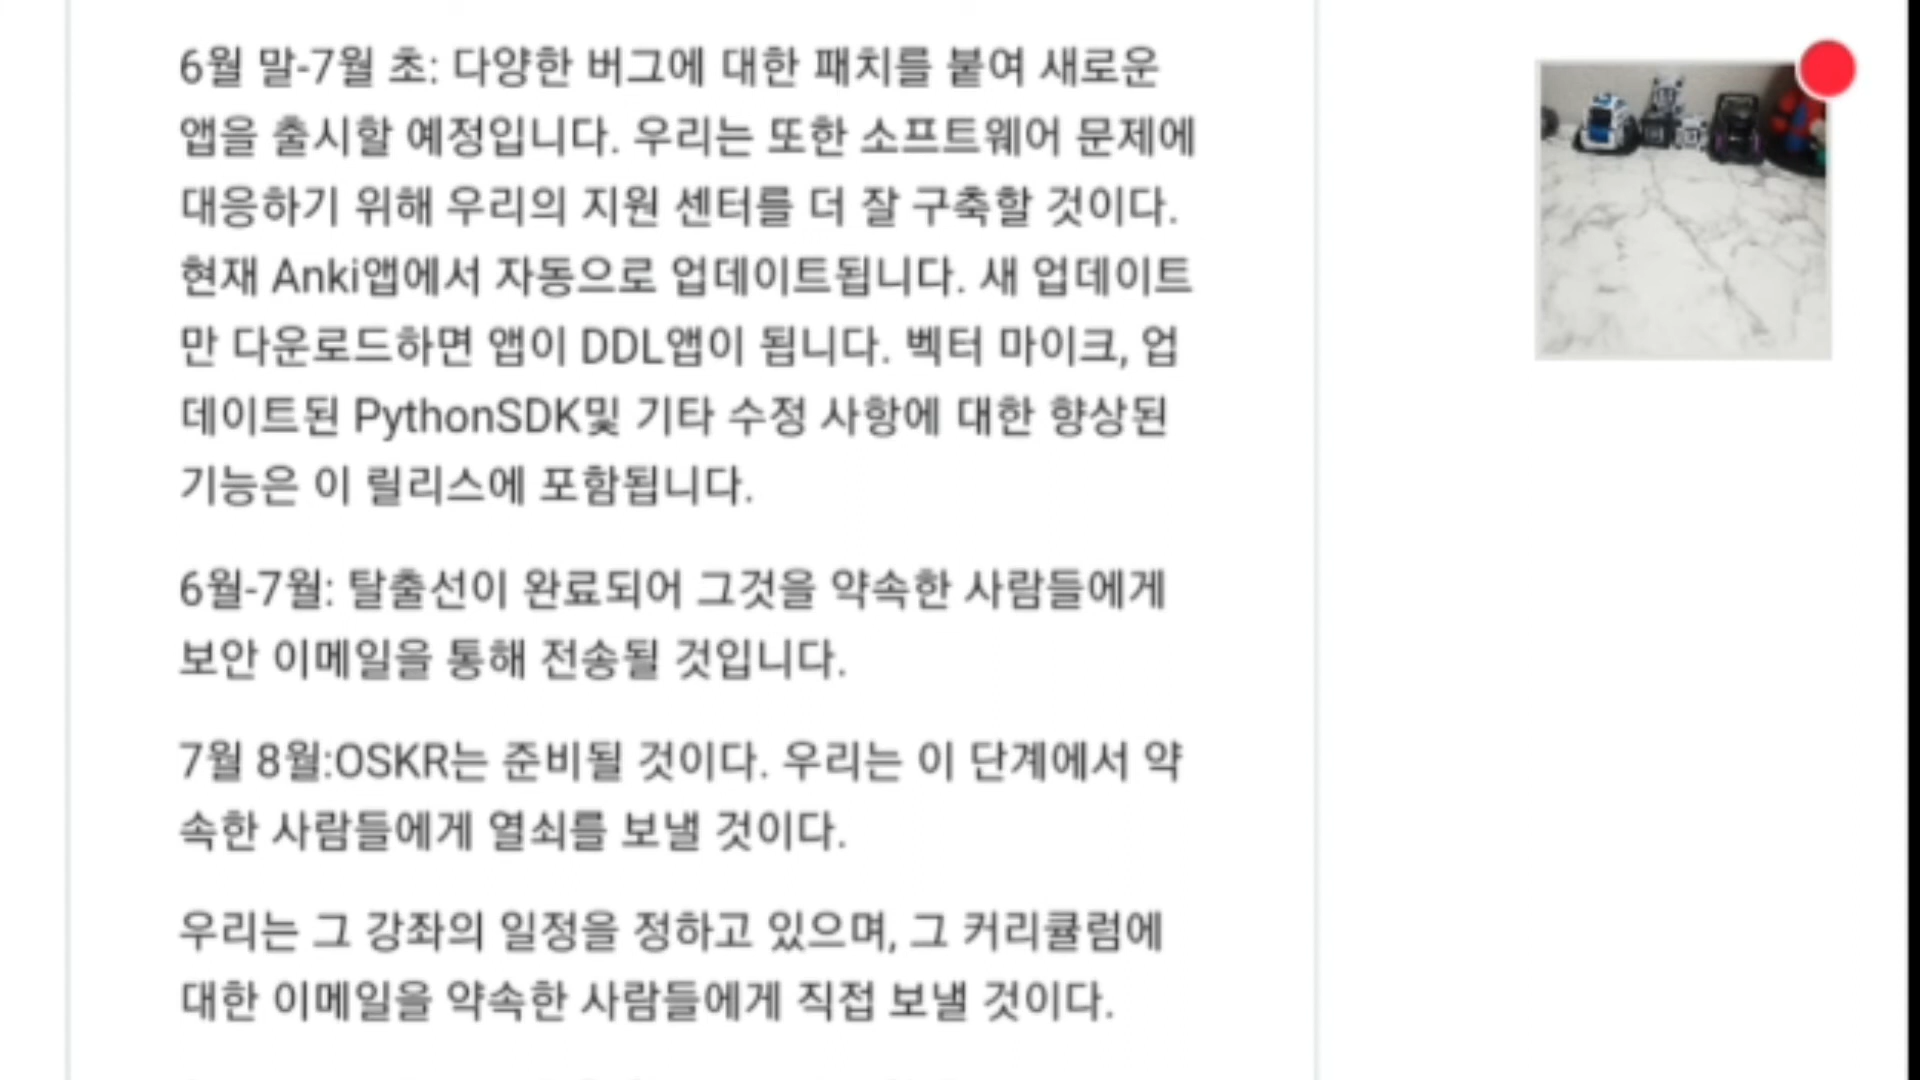 6월 말-7월 초: 다양한 버그에 대한 패치를 붙여 새로운
앱을 출시할 예정입니다. 우리는 또한 소프트웨어 문제에
대응하기 위해 우리의 지원 센터를 더 잘 구축할 것이다.
현재 Anki앱에서 자동으로 업데이트됩니다. 새 업데이트
만 다운로드하면 앱이 DDL앱이 됩니다. 벡터 마이크, 업
데이트된 PythonSDK및 기타 수정 사항에 대한 향상된
기능은 이 릴리스에 포함됩니다.
6월-7월: 탈출선이 완료되어 그것을 약속한 사람들에게
보안 이메일을 통해 전송될 것입니다.
7월 8월:OSKR는 준비될 것이다. 우리는 이 단계에서 약
속한 사람들에게 열쇠를 보낼 것이다.
우리는 그 강좌의 일정을 정하고 있으며, 그 커리큘럼에
대한 이메일을 약속한 사람들에게 직접 보낼 것이다.